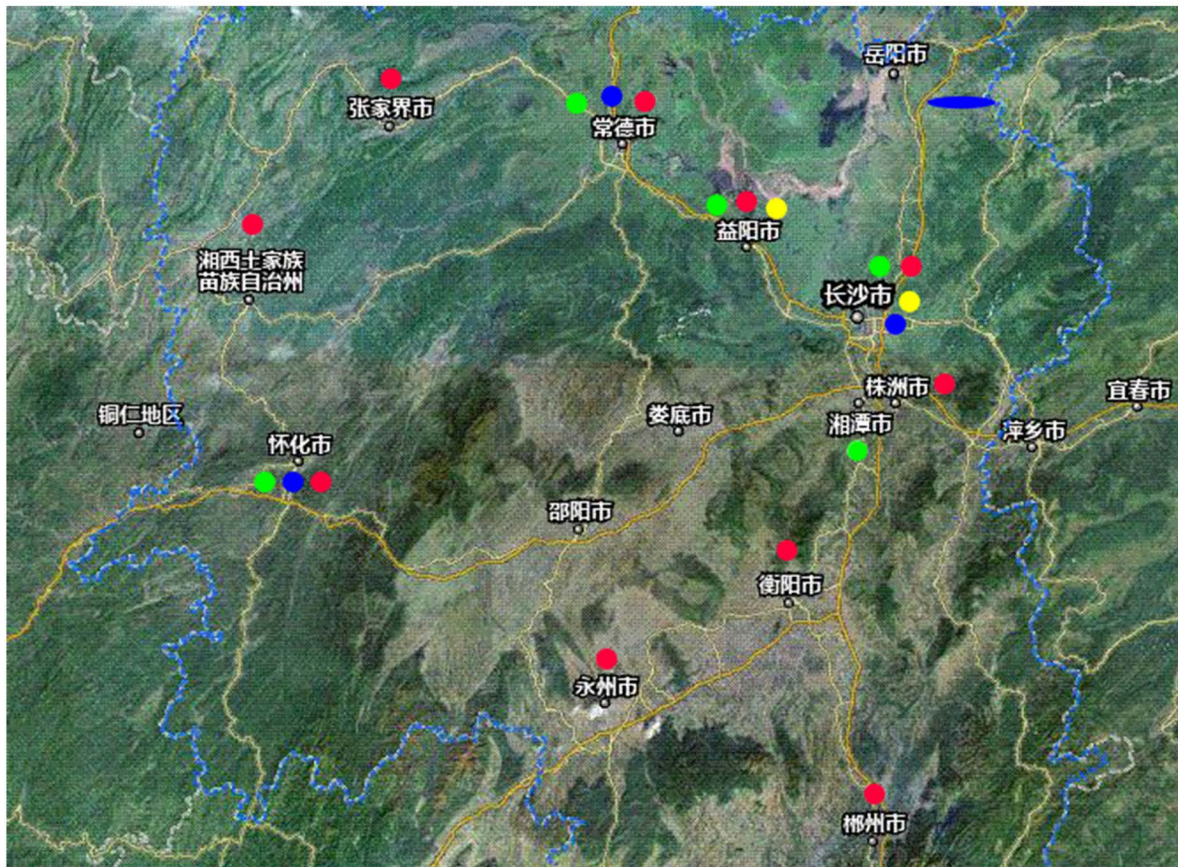 岳阳市
张家界市
常德市
益阳市
湘西土家族
苗族自治州
长沙市
株洲市
宜春市
铜仁地区
娄底市
湘潭市
萍乡市
怀化市
邵阳市
衡阳市
永州市
郴州市